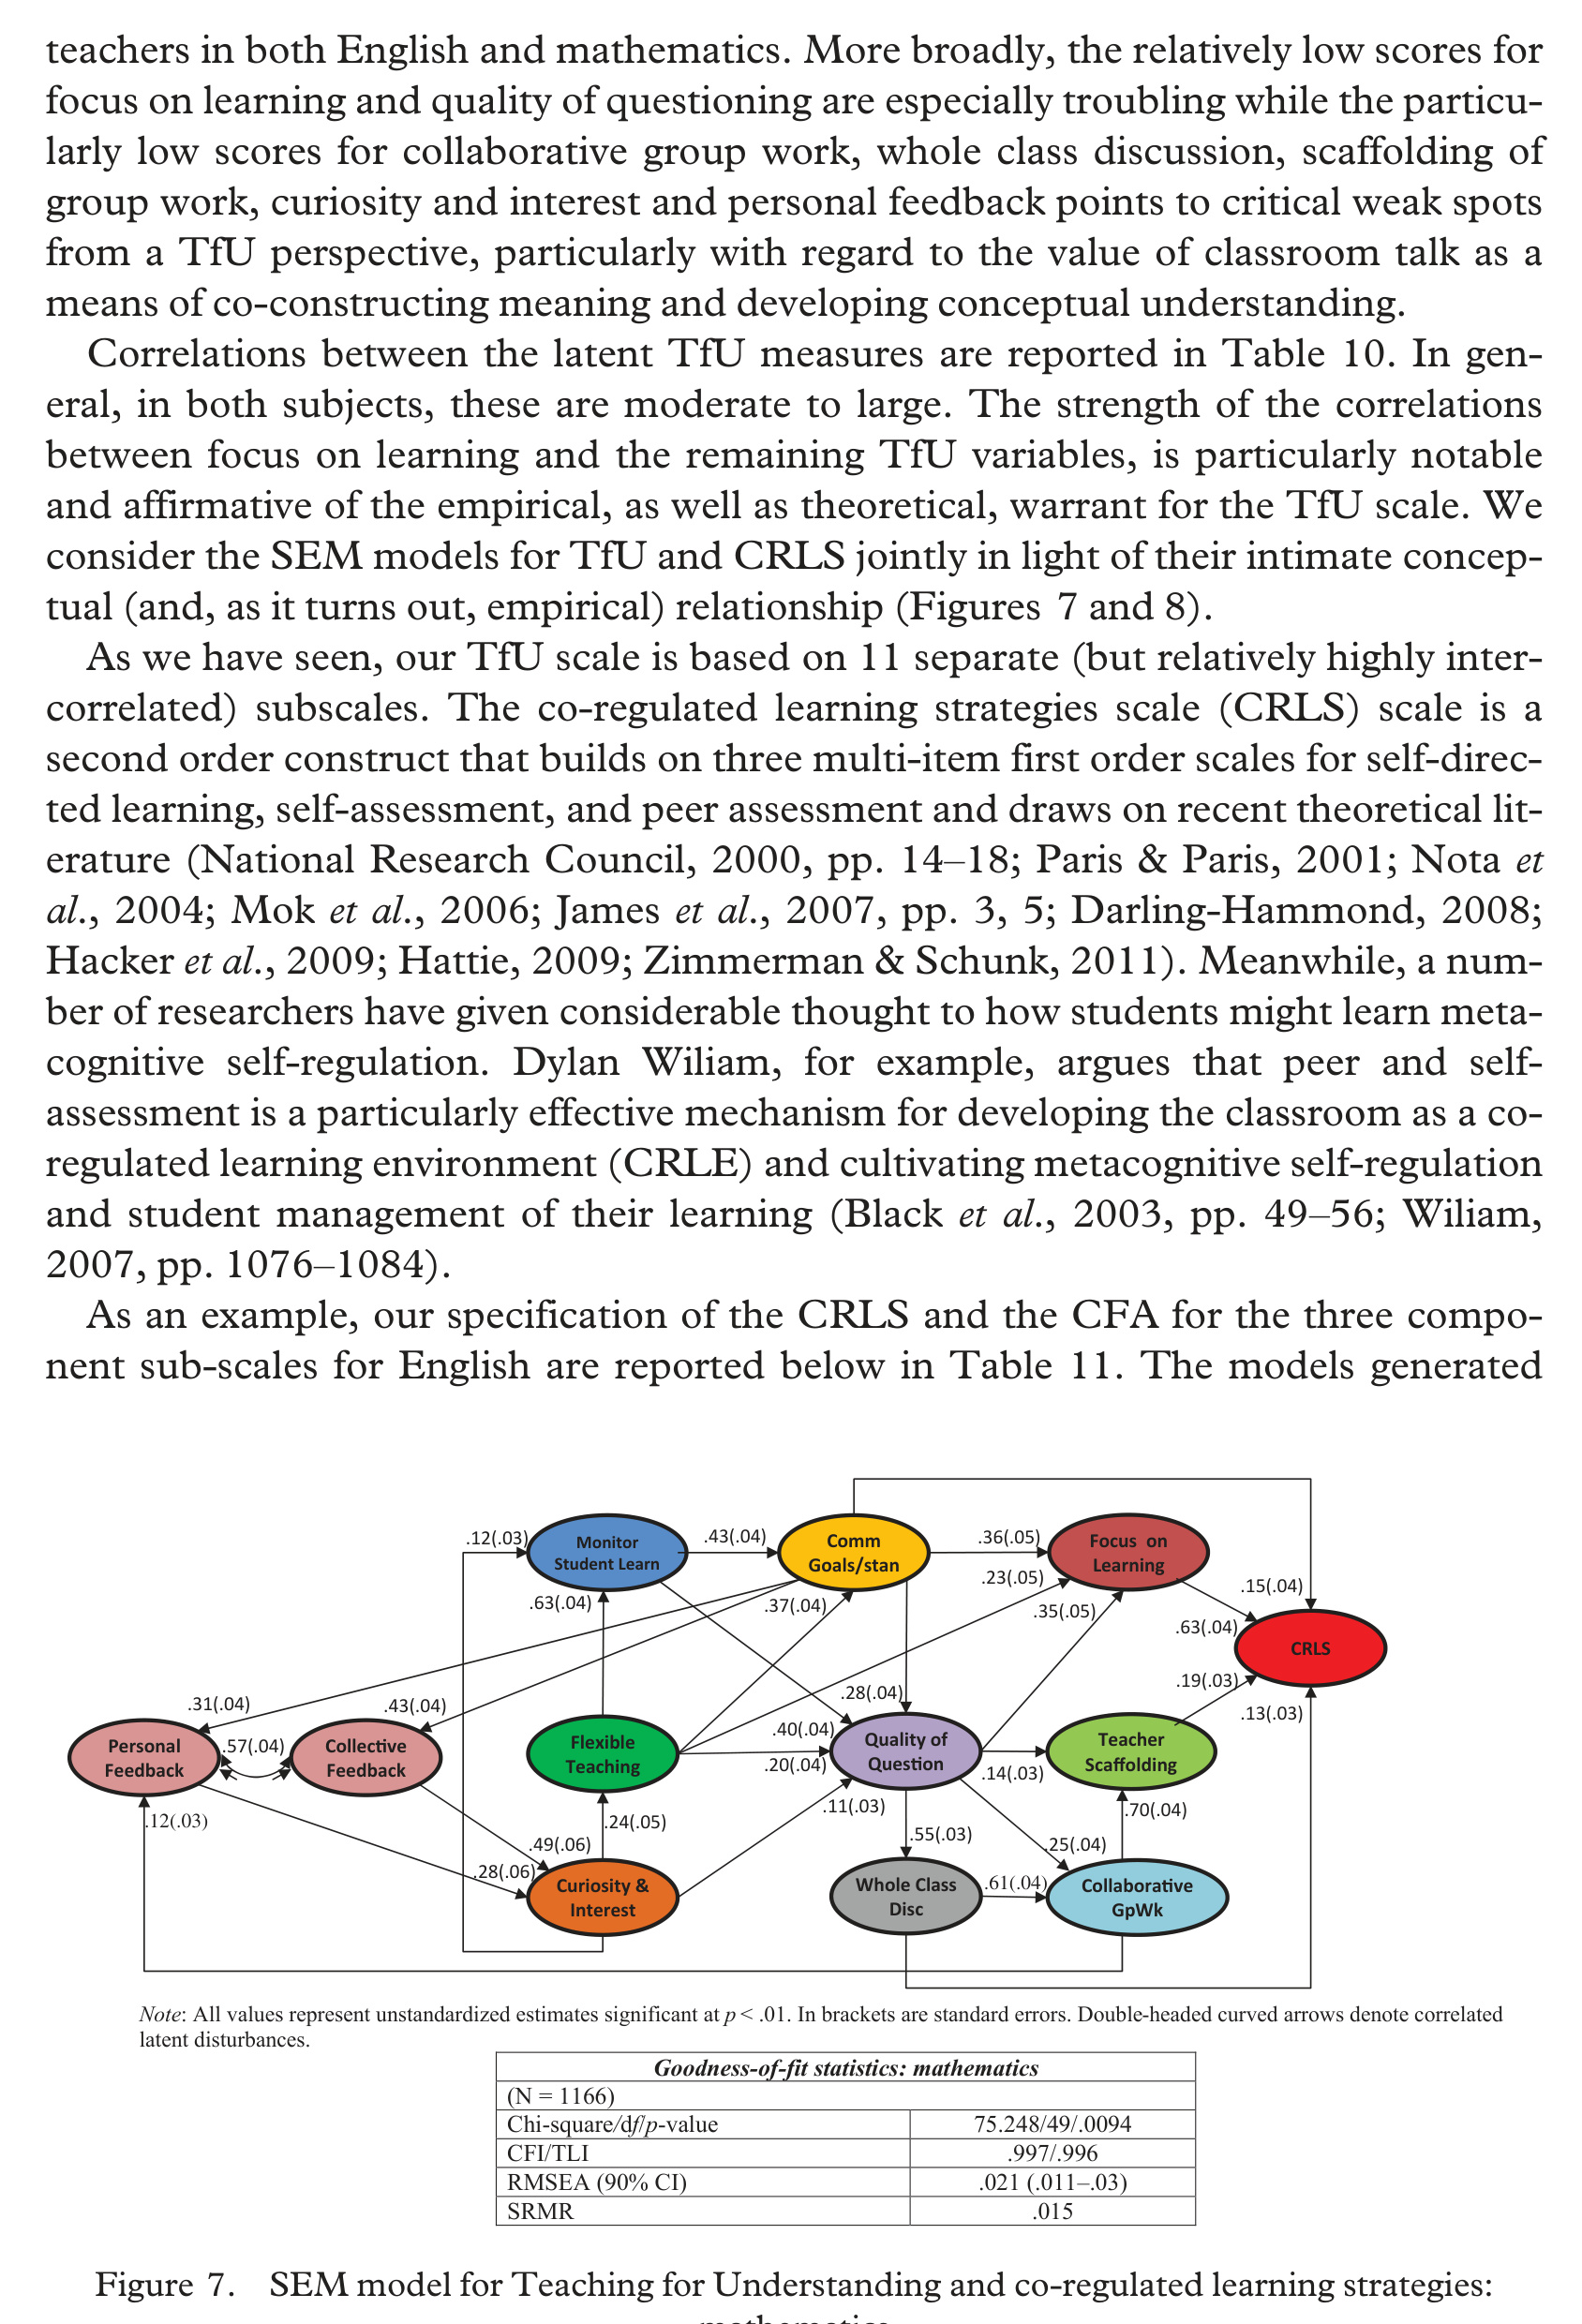 teachers in both English and mathematics. More broadly, the relatively low scores for
focus on learning and quality of questioning are especially troubling while the particu-
larly low scores for collaborative group work, whole class discussion, scaffolding of
group work, curiosity and interest and personal feedback points to critical weak spots
from a TfU perspective, particularly with regard to the value of classroom talk as a
means of co-constructing meaning and developing conceptual understanding.
Correlations between the latent TfU measures are reported in Table 10. In gen-
eral, in both subjects, these are moderate to large. The strength of the correlations
between focus on learning and the remaining TfU variables, is particularly notable
and affirmative of the empirical, as well as theoretical, warrant for the TfU scale. We
consider the SEM models for TfU and CRLS jointly in light of their intimate concep-
tual (and, as it turns out, empirical) relationship (Figures 7 and 8).
As we have seen, our TfU scale is based on 11 separate (but relatively highly inter-
correlated) subscales. The co-regulated learning strategies scale (CRLS) scale is a
second order construct that builds on three multi-item first order scales for self-direc-
ted learning, self-assessment, and peer assessment and draws on recent theoretical lit-
erature (National Research Council, 2000, pp. 14–18; Paris & Paris, 2001; Nota et
al., 2004; Mok et al., 2006; James et al., 2007, pp. 3, 5; Darling-Hammond, 2008;
Hacker et al., 2009; Hattie, 2009; Zimmerman & Schunk, 2011). Meanwhile, a num-
ber of researchers have given considerable thought to how students might learn meta-
cognitive self-regulation. Dylan Wiliam, for example, argues that peer and self-
assessment is a particularly effective mechanism for developing the classroom as a co-
regulated learning environment (CRLE) and cultivating metacognitive self-regulation
and student management of their learning (Black et al., 2003, pp. 49–56; Wiliam,
2007, pp. 1076–1084).
As an example, our specification of the CRLS and the CFA for the three compo-
nent sub-scales for English are reported below in Table 11. The models generated
.12(.03)
Monitor
Student Learn
.43(.04)
Comm
Goals/stan
.36(.05)
Focus on
Learning
.23(.05)
.15(.04)
.63(.04)
.37(.04)
.35(.05)
.63(.04)
CRLS
.19(.03)
.13(.03)
.31(.04)
.43(.04)
.28(.04)
Personal
Feedback
.57(.04)
Collective
Feedback
Flexible
Teaching
.40(.04)
.20(.04)
Quality of
Question
.14(.03)
Teacher
Scaffolding
.12(.03)
.24(.05)
.11(.03)
.70(.04)
.49(.06)
.55(.03)
.25(.04)
.28(.06)
Curiosity &
Interest
Whole Class
Disc
.61(.04)
Collaborative
GpWk
Note: All values represent unstandardized estimates significant at p < .01. In brackets are standard errors. Double-headed curved arrows denote correlated
latent disturbances.
Goodness-of-fit statistics: mathematics
(N = 1166)
Chi-square/df/p-value 75.248/49/.0094
CFI/TLI .997/.996
RMSEA (90% CI) .021 (.011–.03)
SRMR .015
Figure 7. SEM model for Teaching for Understanding and co-regulated learning strategies: